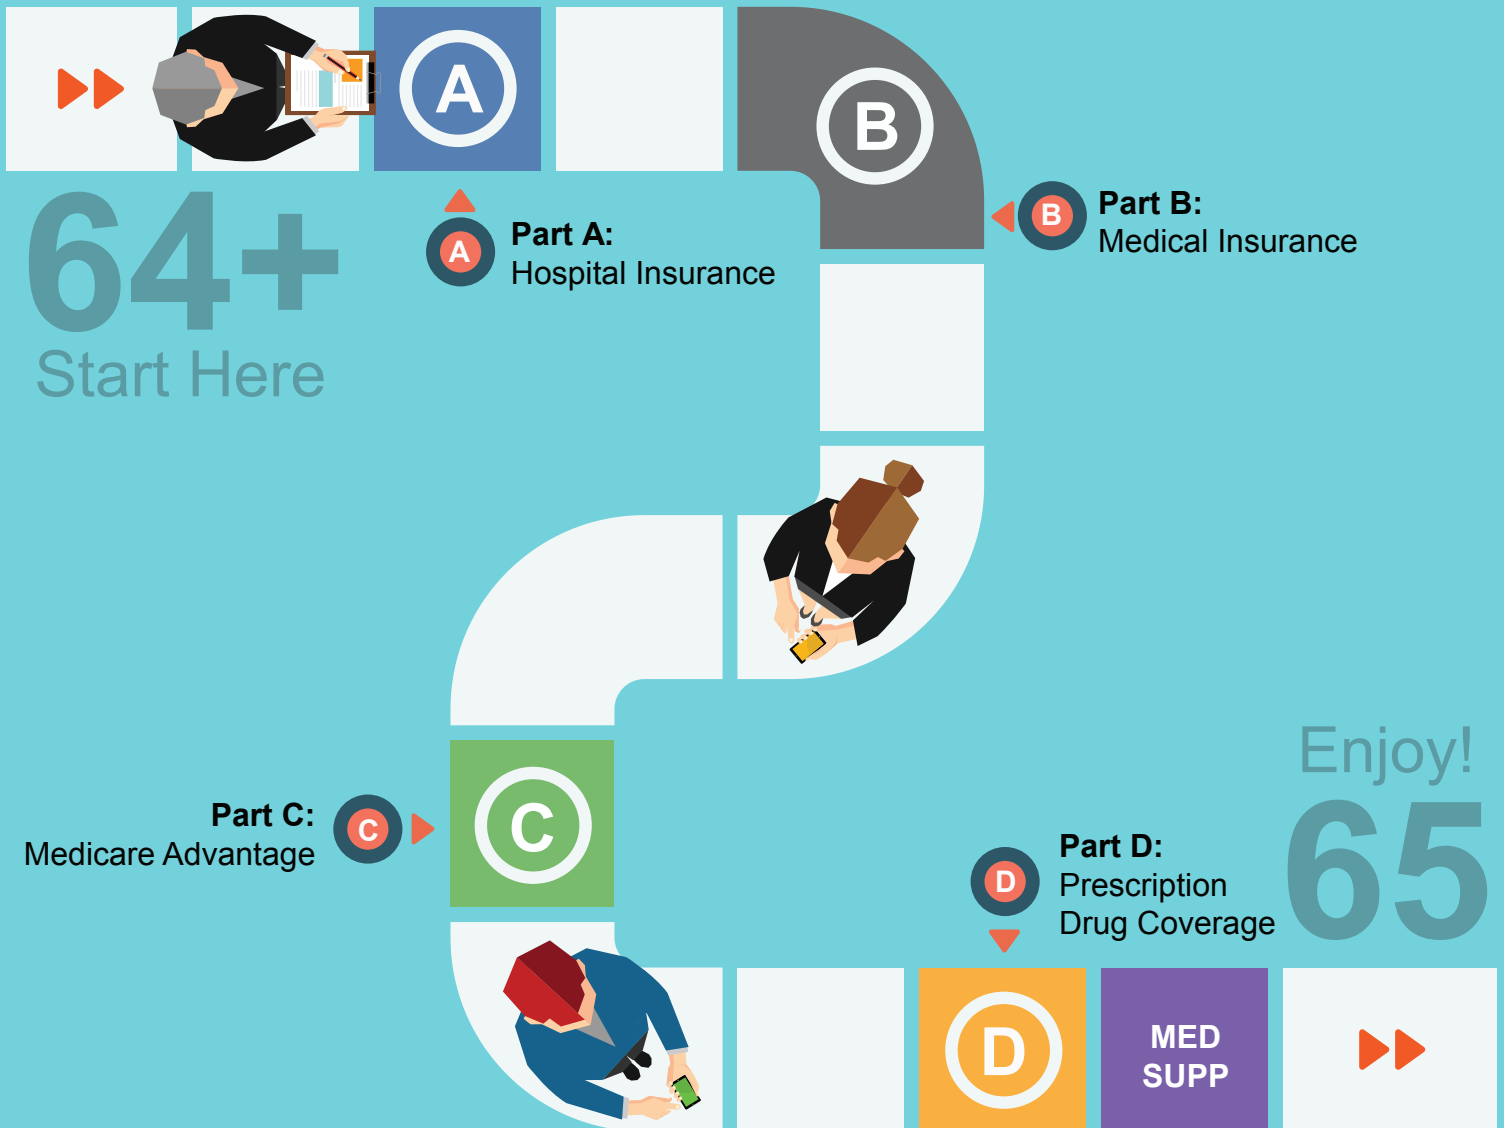 A
B
64+
Start Here
A
Part A:
Hospital Insurance
B
Part B:
Medical Insurance
C
Part C:
Medicare Advantage
C
Enjoy!
65
D
Part D:
Prescription
Drug Coverage
D
MED
SUPP